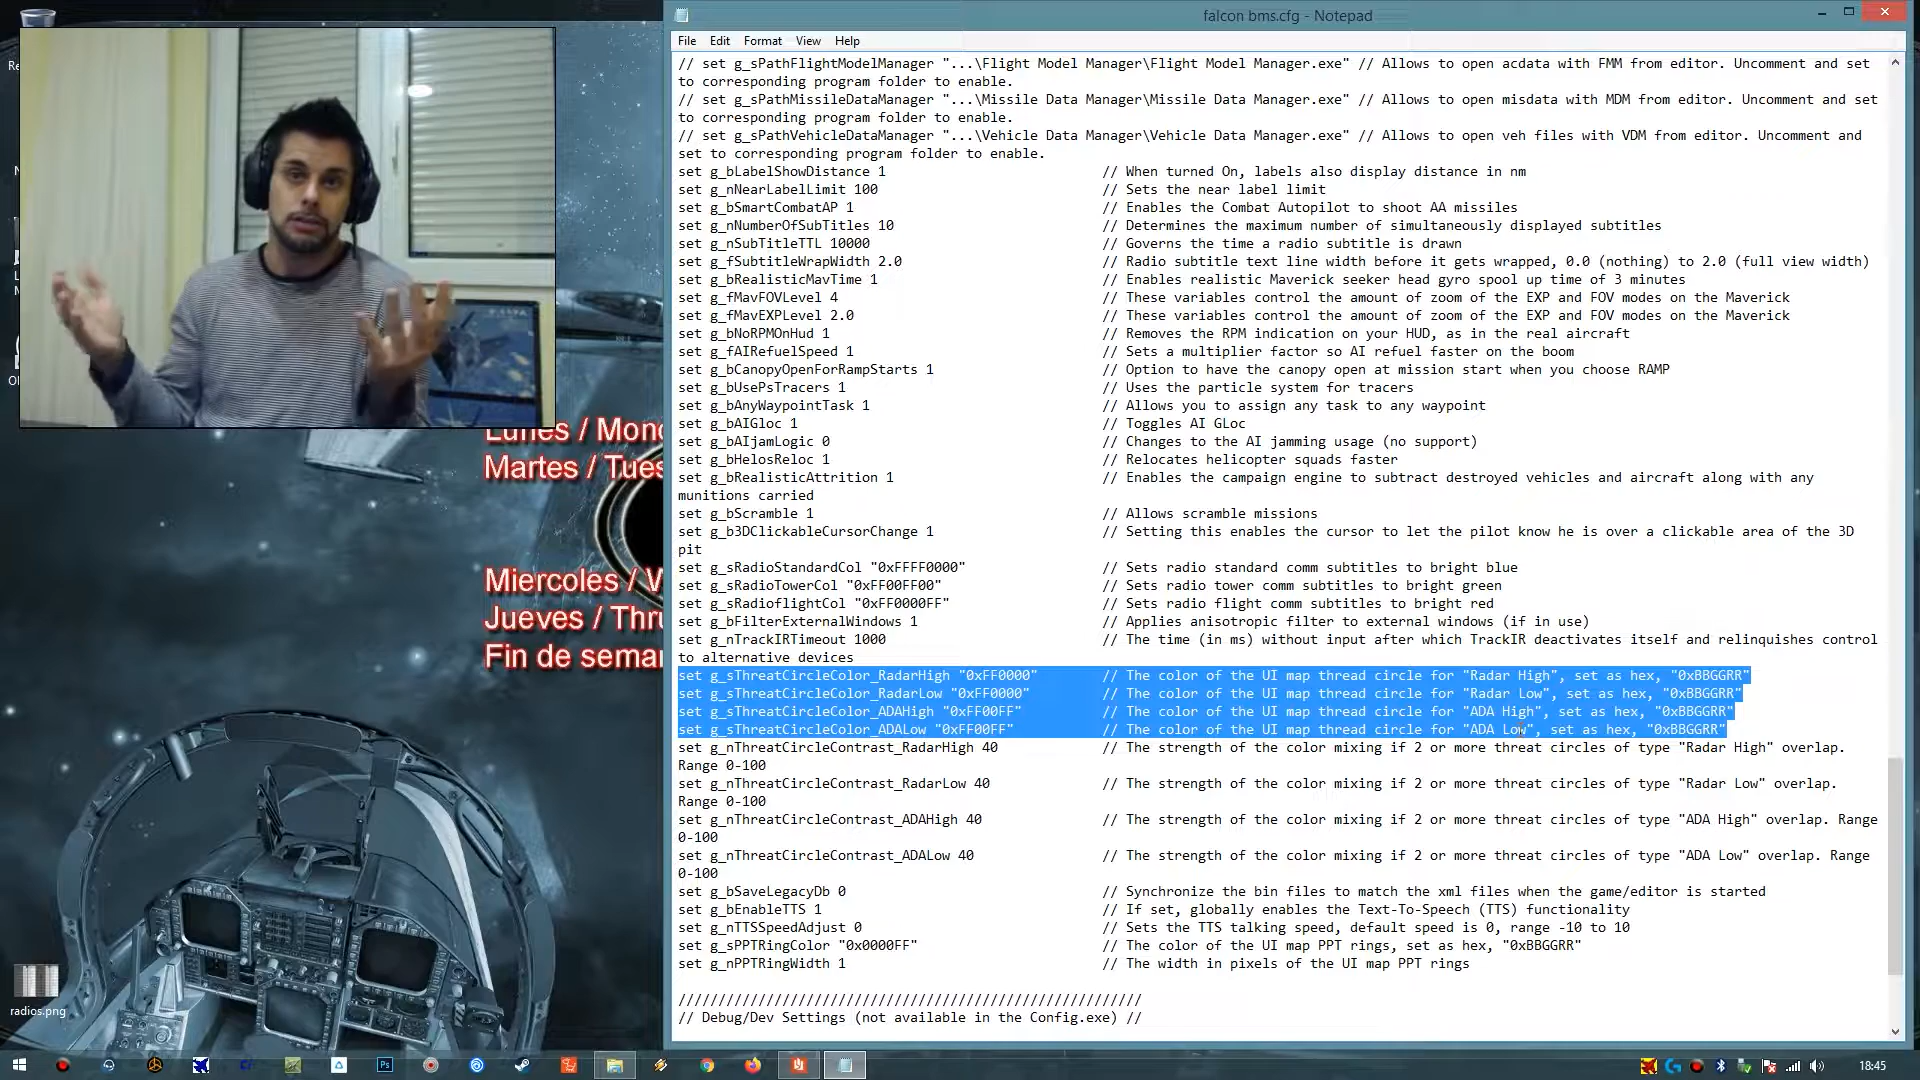 falcon bms.cfg - Notepad
File Edit Format View Help
// set g_sPathFlightModelManager "...\Flight Model Manager\Flight Model Manager.exe" // Allows to open acdata with FMM from editor. Uncomment and set
to corresponding program folder to enable.
// set g_sPathMissileDataManager "...\Missile Data Manager\Missile Data Manager.exe" // Allows to open misdata with MDM from editor. Uncomment and set
to corresponding program folder to enable.
// set g_sPathVehicleDataManager "...\Vehicle Data Manager\Vehicle Data Manager.exe" // Allows to open veh files with VDM from editor. Uncomment and
set to corresponding program folder to enable.
set g_bLabelShowDistance 1 // When turned On, labels also display distance in nm
set g_nNearLabelLimit 100 // Sets the near label limit
set g_bSmartCombatAP 1 // Enables the Combat Autopilot to shoot AA missiles
set g_nNumberOfSubTitles 10 // Determines the maximum number of simultaneously displayed subtitles
set g_nSubTitleTTL 10000 // Governs the time a radio subtitle is drawn
set g_fSubtitleWrapWidth 2.0 // Radio subtitle text line width before it gets wrapped, 0.0 (nothing) to 2.0 (full view width)
set g_bRealisticMavTime 1 // Enables realistic Maverick seeker head gyro spool up time of 3 minutes
set g_fMavFOVLevel 4 // These variables control the amount of zoom of the EXP and FOV modes on the Maverick
set g_fMavEXPLevel 2.0 // These variables control the amount of zoom of the EXP and FOV modes on the Maverick
set g_bNoRPMOnHud 1 // Removes the RPM indication on your HUD, as in the real aircraft
set g_fAIRefuelSpeed 1 // Sets a multiplier factor so AI refuel faster on the boom
set g_bCanopyOpenForRampStarts 1 // Option to have the canopy open at mission start when you choose RAMP
set g_bUsePsTracers 1 // Uses the particle system for tracers
set g_bAnyWaypointTask 1 // Allows you to assign any task to any waypoint
set g_bAIGloc 1 // Toggles AI GLoc
set g_bAIjamLogic 0 // Changes to the AI jamming usage (no support)
set g_bHelosReloc 1 // Relocates helicopter squads faster
set g_bRealisticAttrition 1 // Enables the campaign engine to subtract destroyed vehicles and aircraft along with any
munitions carried
set g_bScramble 1 // Allows scramble missions
set g_b3DClickableCursorChange 1 // Setting this enables the cursor to let the pilot know he is over a clickable area of the 3D
pit
set g_sRadioStandardCol "0xFFFF0000" // Sets radio standard comm subtitles to bright blue
set g_sRadioTowerCol "0xFF00FF00" // Sets radio tower comm subtitles to bright green
set g_sRadioflightCol "0xFF0000FF" // Sets radio flight comm subtitles to bright red
set g_bFilterExternalWindows 1 // Applies anisotropic filter to external windows (if in use)
set g_nTrackIRTimeout 1000 // The time (in ms) without input after which TrackIR deactivates itself and relinquishes control
to alternative devices
set g_sThreatCircleColor_RadarHigh "0xFF0000" // The color of the UI map thread circle for "Radar High", set as hex, "0xBBGGRR"
set g_sThreatCircleColor_RadarLow "0xFF0000" // The color of the UI map thread circle for "Radar Low", set as hex, "0xBBGGRR"
set g_sThreatCircleColor_ADAHigh "0xFF00FF" // The color of the UI map thread circle for "ADA High", set as hex, "0xBBGGRR"
set g_sThreatCircleColor_ADALow "0xFF00FF" // The color of the UI map thread circle for "ADA Low", set as hex, "0xBBGGRR"
set g_nThreatCircleContrast_RadarHigh 40 // The strength of the color mixing if 2 or more threat circles of type "Radar High" overlap.
Range 0-100
set g_nThreatCircleContrast_RadarLow 40 // The strength of the color mixing if 2 or more threat circles of type "Radar Low" overlap.
Range 0-100
set g_nThreatCircleContrast_ADAHigh 40 // The strength of the color mixing if 2 or more threat circles of type "ADA High" overlap. Range
0-100
set g_nThreatCircleContrast_ADALow 40 // The strength of the color mixing if 2 or more threat circles of type "ADA Low" overlap. Range
0-100
set g_bSaveLegacyDb 0 // Synchronize the bin files to match the xml files when the game/editor is started
set g_bEnableTTS 1 // If set, globally enables the Text-To-Speech (TTS) functionality
set g_nTTSSpeedAdjust 0 // Sets the TTS talking speed, default speed is 0, range -10 to 10
set g_sPPTRingColor "0x0000FF" // The color of the UI map PPT rings, set as hex, "0xBBGGRR"
set g_nPPTRingWidth 1 // The width in pixels of the UI map PPT rings
//////////////////////////////////////////////////////////
// Debug/Dev Settings (not available in the Config.exe) //
Lunes / Mon
Martes / Tues
Miercoles / W
Jueves / Thr
Fin de sema
radios.png
18:45